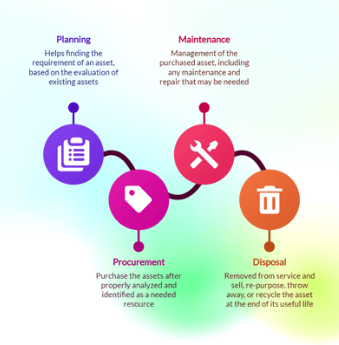 Planning
Helps finding the
requirement of an asset,
based on the evaluation of
existing assets
Maintenance
Management of the
purchased asset, including
any maintenance and
repair that may be needed
Procurement
Purchase the assets after
properly analyzed and
identified as a needed
resource
Disposal
Removed from service and
sell, re-purpose, throw
away, or recycle the asset
at the end of its useful life